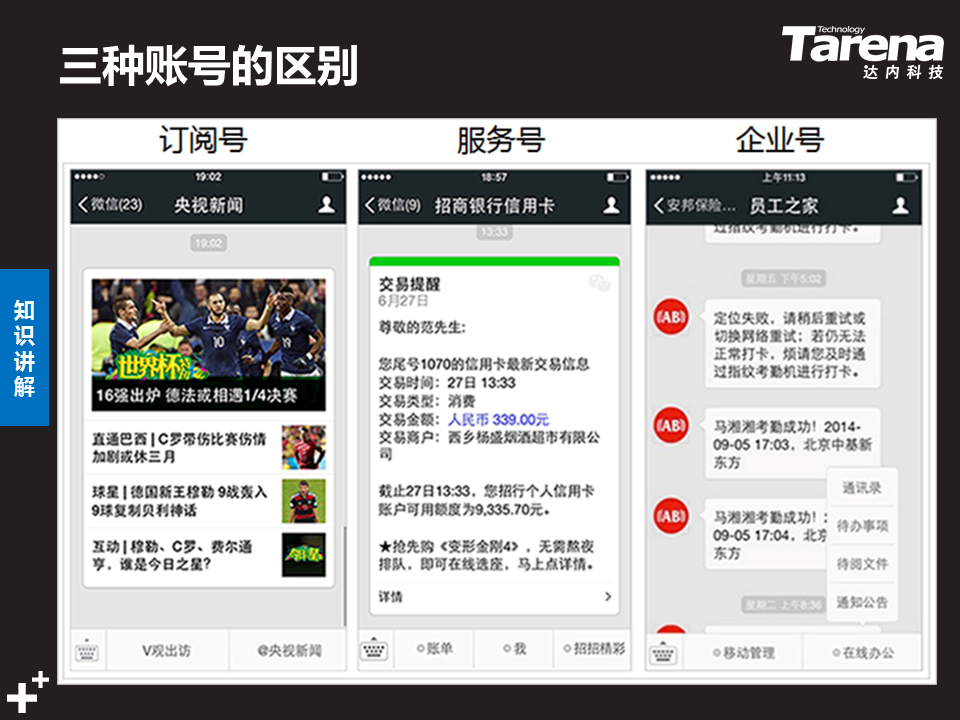 三种账号的区别
Technology
Tarena
达内科技
知识讲解
订阅号
服务号
企业号
19:02
微信(23)
央视新闻
19:02
世界杯
16强出炉 德法或相遇1/4决赛
直通巴西 | C罗带伤比赛伤情
加剧或休三月
球星 | 德国新王穆勒 9战轰入
9球复制贝利神话
互动 | 穆勒、C罗、费尔通
亨，谁是今日之星?
V观出访
@央视新闻
18:57
微信(9)
招商银行信用卡
13:33
交易提醒
6月27日
尊敬的范先生:
您尾号1070的信用卡最新交易信息
交易时间：27日 13:33
交易类型：消费
交易金额：人民币 339.00元
交易商户：西乡杨盛烟酒超市有限公
司
截止27日13:33，您招行个人信用卡
账户可用额度为9,335.70元。
★抢先购《变形金刚4》，无需熬夜
排队，即可在线选座，马上点详情。
详情
账单
我
招招精彩
上午11:13
安邦保险...
员工之家
过指纹考勤机进行打卡。
星期五 下午5:02
(AB)
定位失败，请稍后重试或
切换网络重试；若仍无法
正常打卡，烦请您及时通
过指纹考勤机进行打卡。
(AB)
马湘湘考勤成功！2014-
09-05 17:03，北京中基新
东方
(AB)
马湘湘考勤成功！
09-05 17:04，北京
东方
通讯录
待办事项
待阅文件
通知公告
星期二 上午8:36
移动管理
在线办公